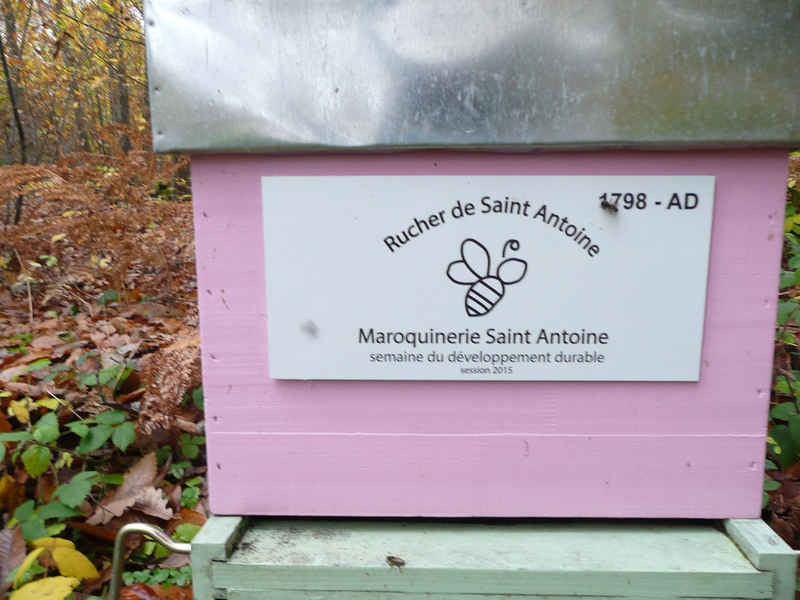 1798 - AD
Rucher de Saint Antoine
Maroquinerie Saint Antoine
semaine du développement durable
session 2015